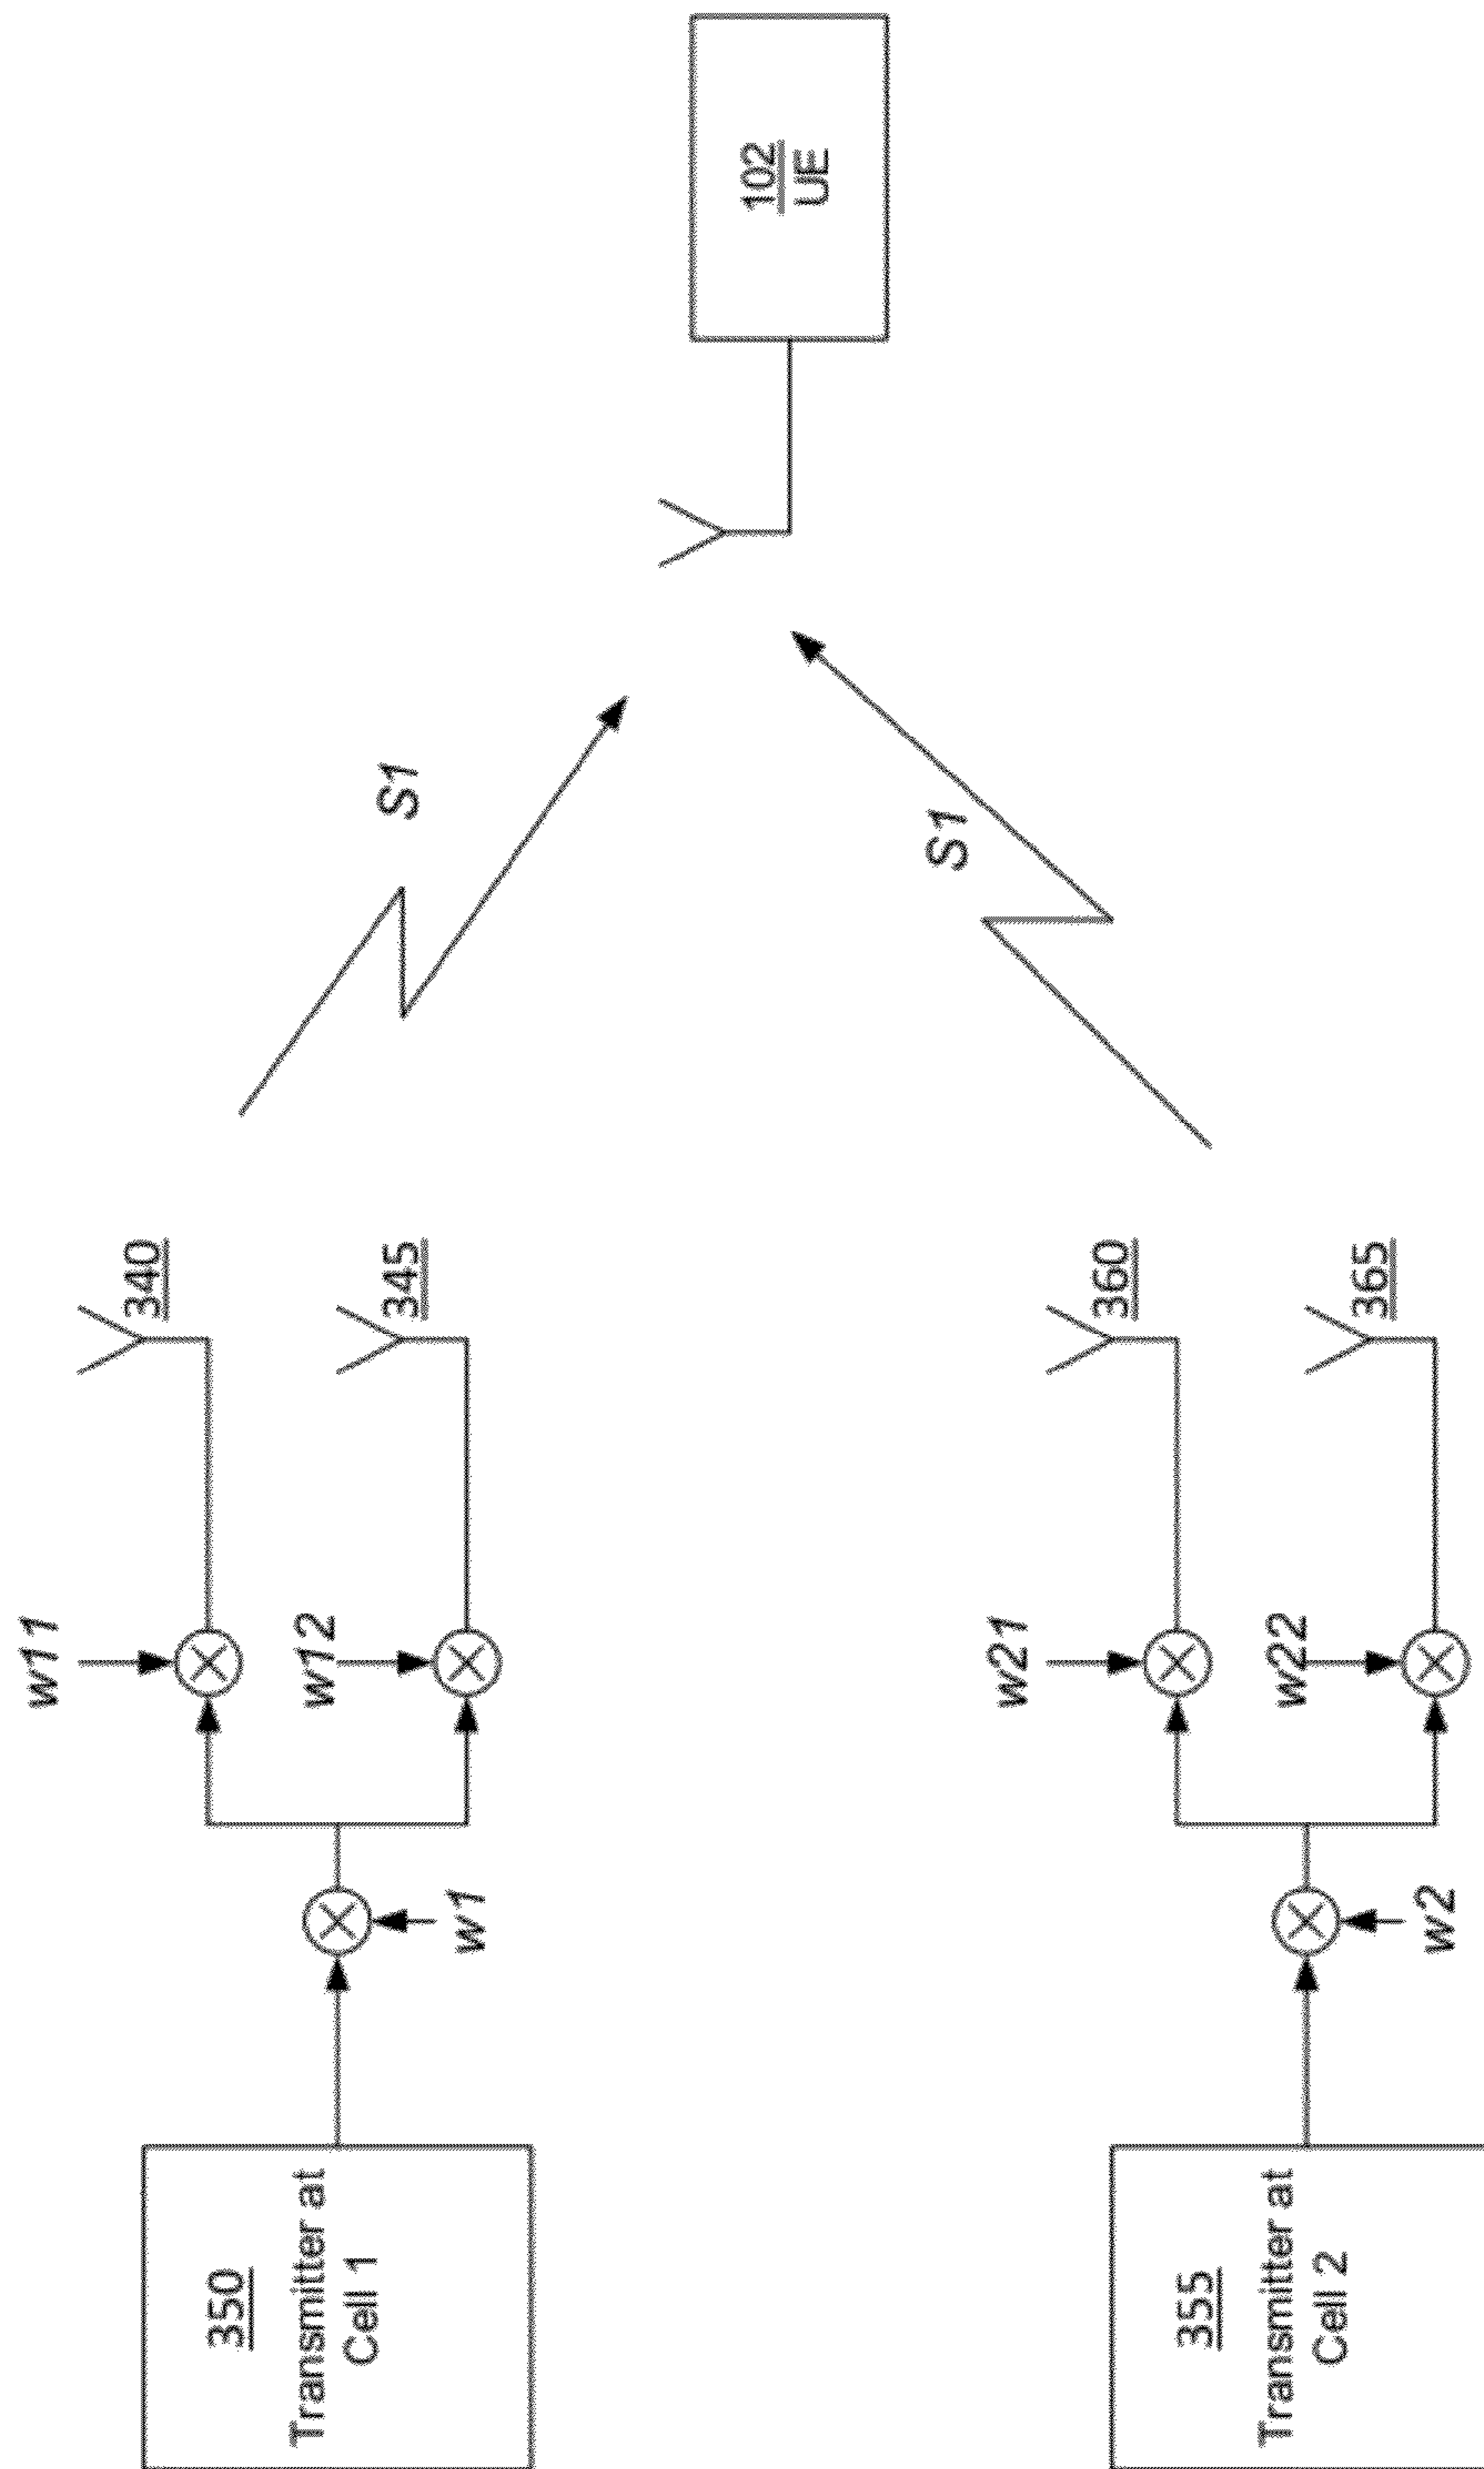 350
Transmitter at
Cell 1
w1
w11
w12
340
345
S1
355
Transmitter at
Cell 2
w2
w21
w22
360
365
S1
102
UE